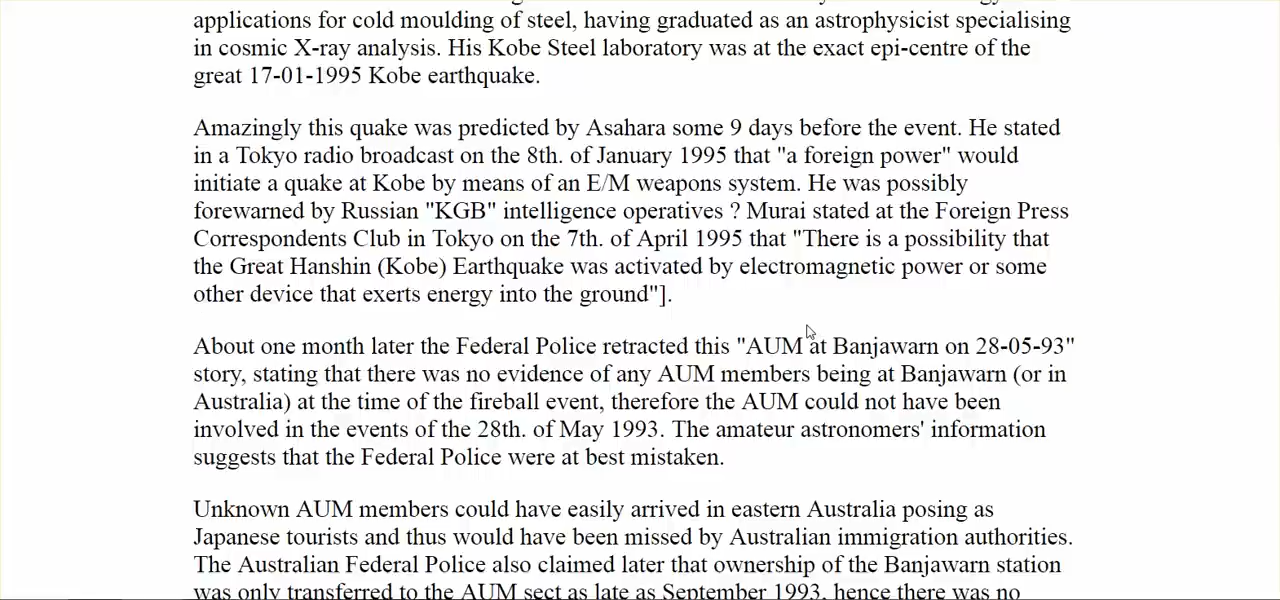 applications for cold moulding of steel, having graduated as an astrophysicist specialising
in cosmic X-ray analysis. His Kobe Steel laboratory was at the exact epi-centre of the
great 17-01-1995 Kobe earthquake.
Amazingly this quake was predicted by Asahara some 9 days before the event. He stated
in a Tokyo radio broadcast on the 8th. of January 1995 that "a foreign power" would
initiate a quake at Kobe by means of an E/M weapons system. He was possibly
forewarned by Russian "KGB" intelligence operatives ? Murai stated at the Foreign Press
Correspondents Club in Tokyo on the 7th. of April 1995 that "There is a possibility that
the Great Hanshin (Kobe) Earthquake was activated by electromagnetic power or some
other device that exerts energy into the ground"].
About one month later the Federal Police retracted this "AUM at Banjawarn on 28-05-93"
story, stating that there was no evidence of any AUM members being at Banjawarn (or in
Australia) at the time of the fireball event, therefore the AUM could not have been
involved in the events of the 28th. of May 1993. The amateur astronomers' information
suggests that the Federal Police were at best mistaken.
Unknown AUM members could have easily arrived in eastern Australia posing as
Japanese tourists and thus would have been missed by Australian immigration authorities.
The Australian Federal Police also claimed later that ownership of the Banjawarn station
was only transferred to the AUM sect as late as September 1993, hence there was no